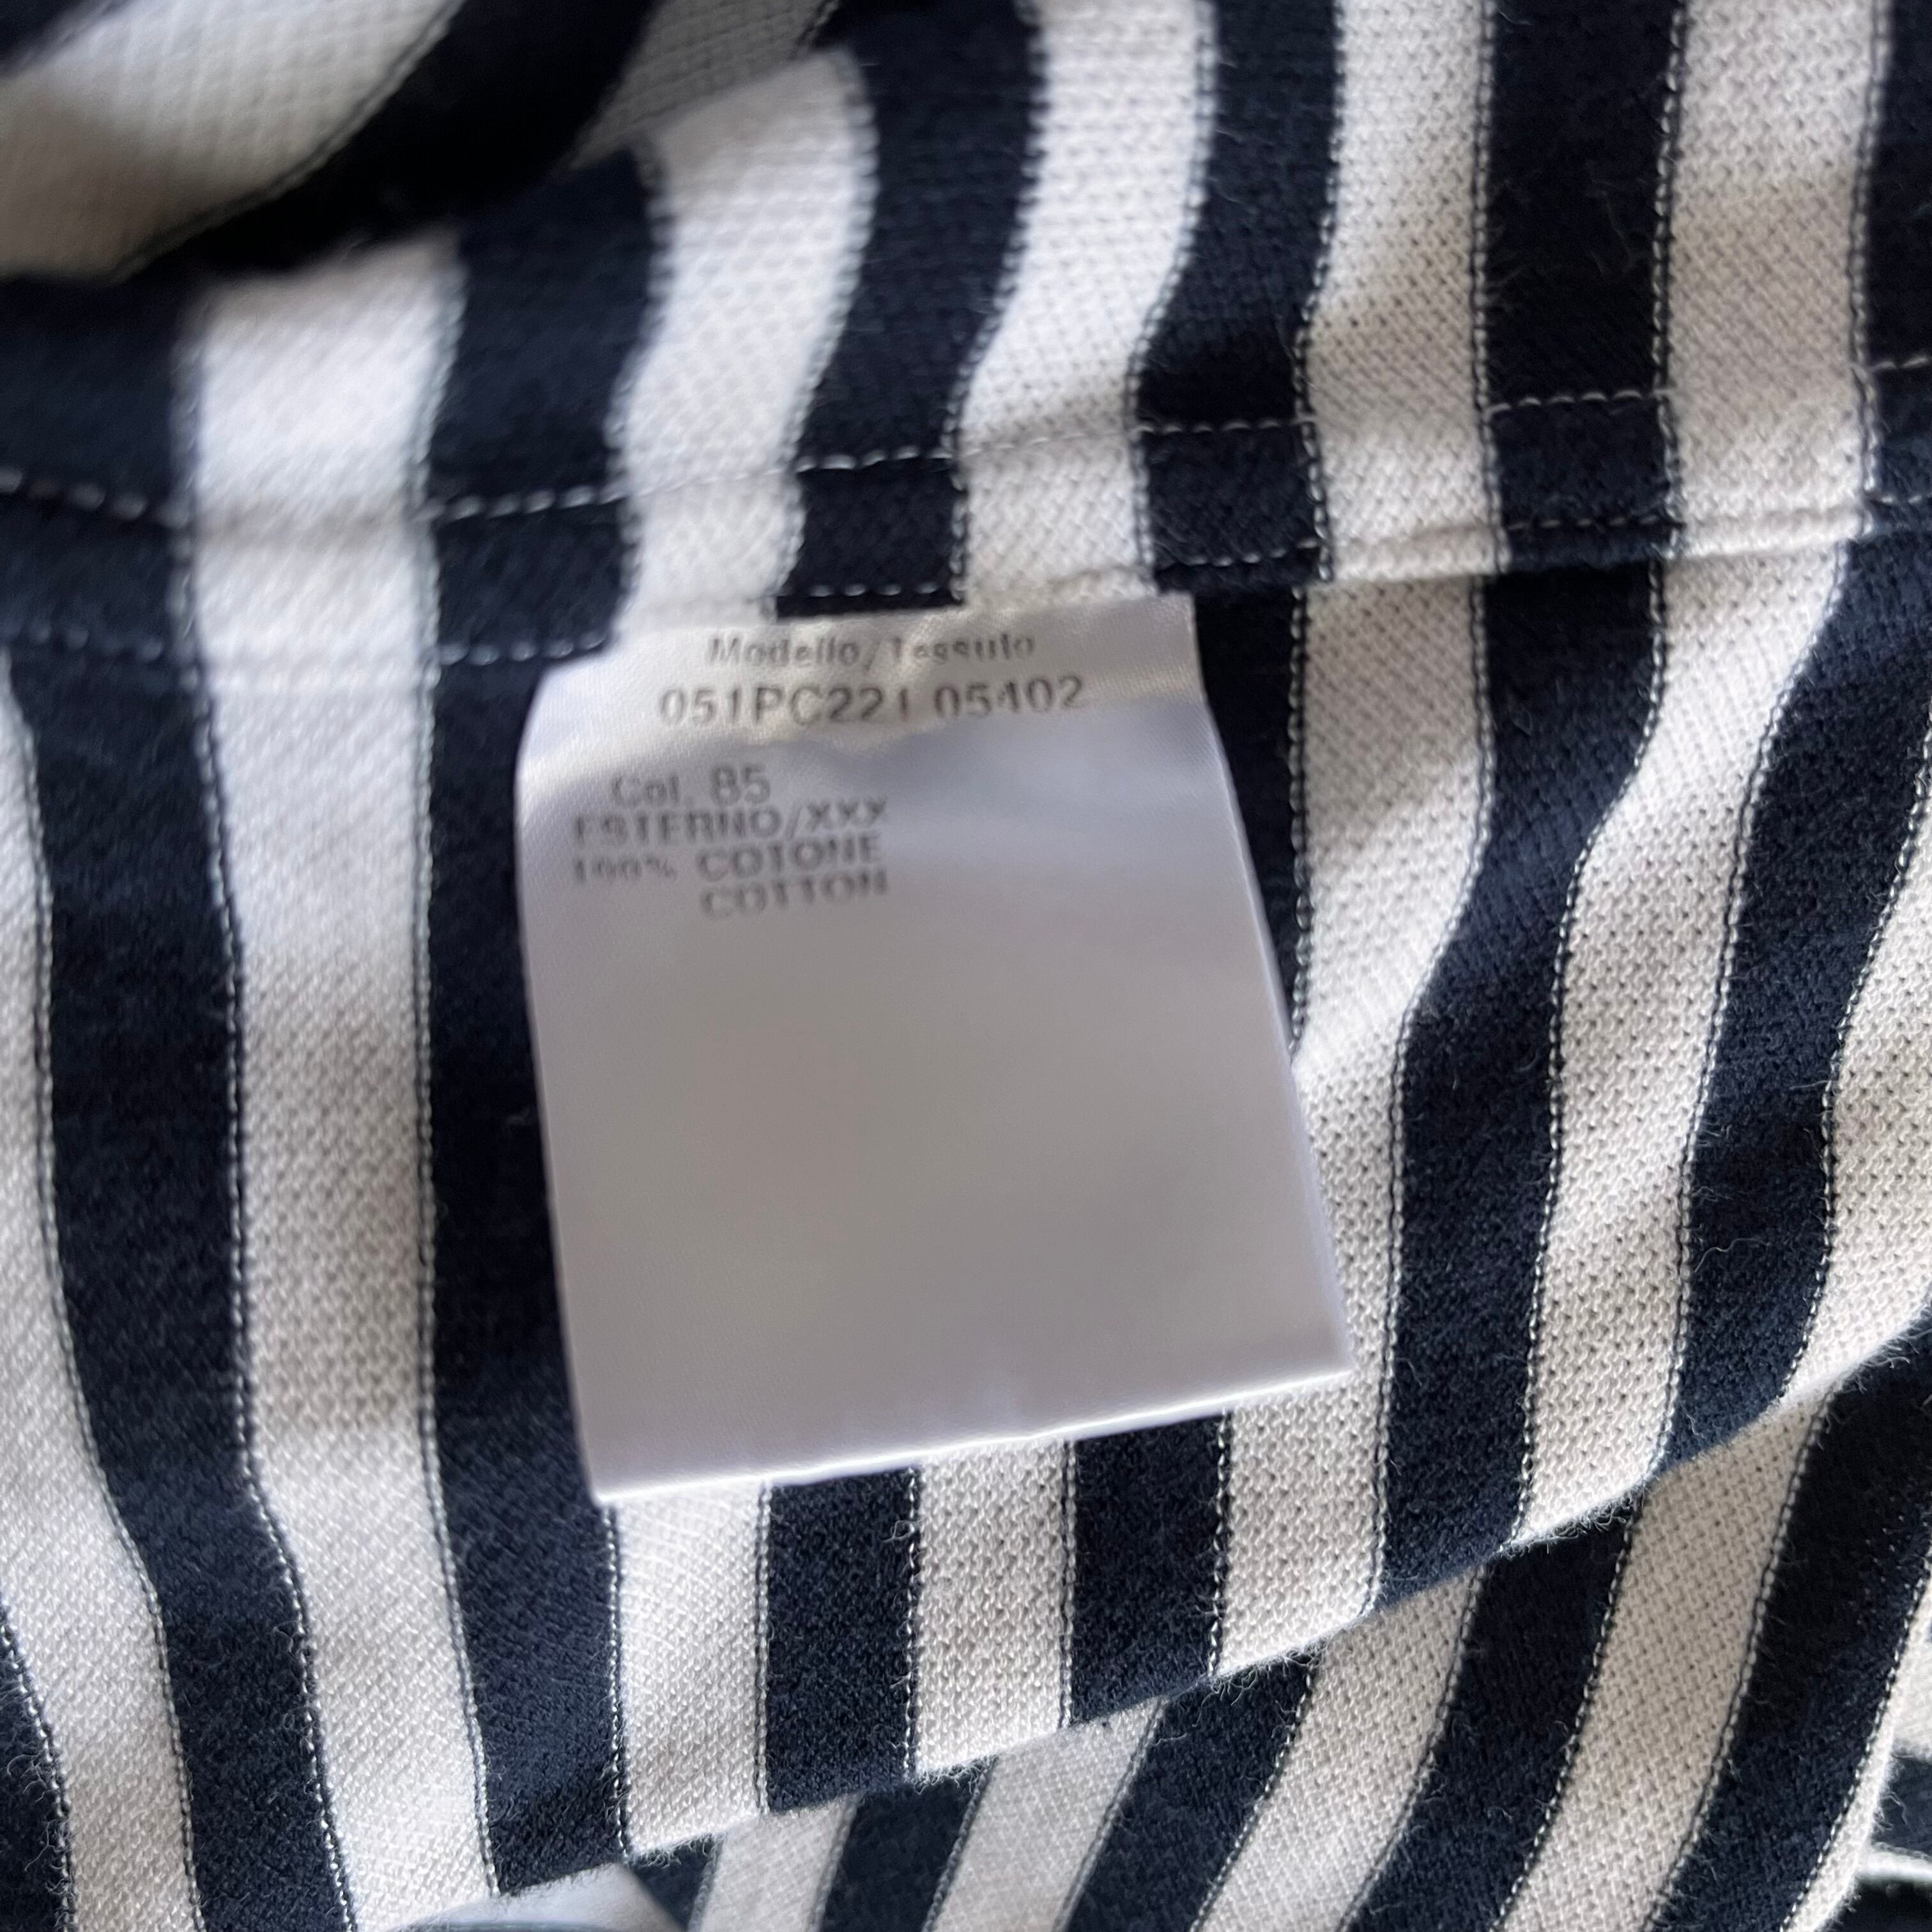 Modello/Tessuto
051PC221 05402
Col. 85
ESTERNO/XXX
100% COTONE
COTTON